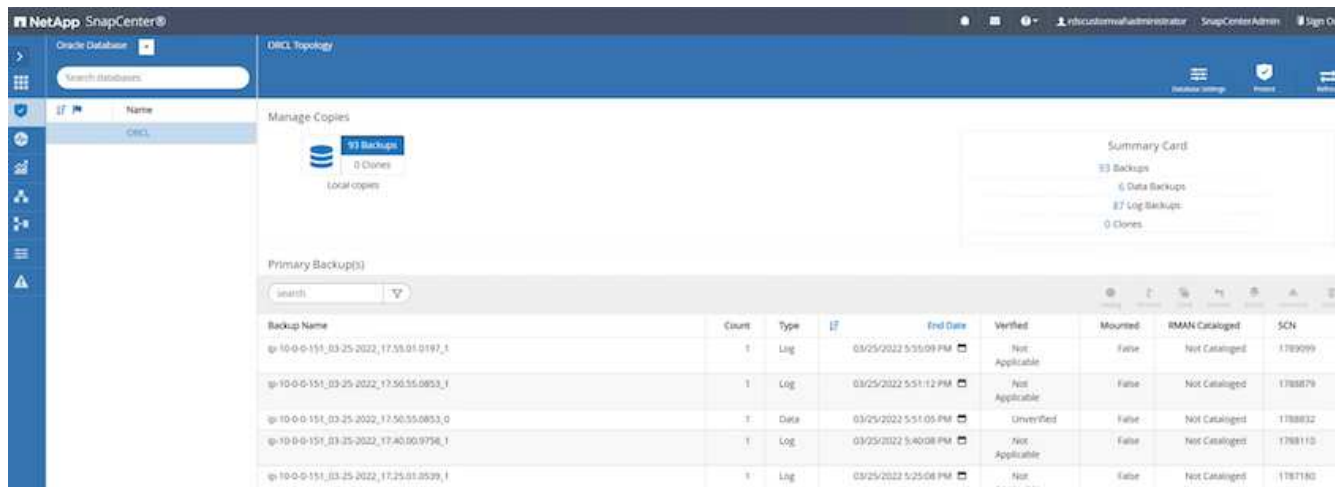 NetApp SnapCenter®
rdscustomval\administrator SnapCenterAdmin Sign O
Oracle Database
ORCL Topology
Search databases
Database Settings Protect Refresh
Name
ORCL
Manage Copies
93 Backups
0 Clones
Local copies
Summary Card
93 Backups
6 Data Backups
87 Log Backups
0 Clones
Primary Backup(s)
search
Backup Name Count Type End Date Verified Mounted RMAN Cataloged SCN
ip-10-0-0-151_03-25-2022_17.55.01.0197_1 1 Log 03/25/2022 5:55:09 PM Not Applicable False Not Cataloged 1789099
ip-10-0-0-151_03-25-2022_17.50.55.0853_1 1 Log 03/25/2022 5:51:12 PM Not Applicable False Not Cataloged 1788879
ip-10-0-0-151_03-25-2022_17.50.55.0853_0 1 Data 03/25/2022 5:51:05 PM Unverified False Not Cataloged 1788832
ip-10-0-0-151_03-25-2022_17.40.00.9756_1 1 Log 03/25/2022 5:40:08 PM Not Applicable False Not Cataloged 1788110
ip-10-0-0-151_03-25-2022_17.25.01.0539_1 1 Log 03/25/2022 5:25:08 PM Not False Not Cataloged 1787180